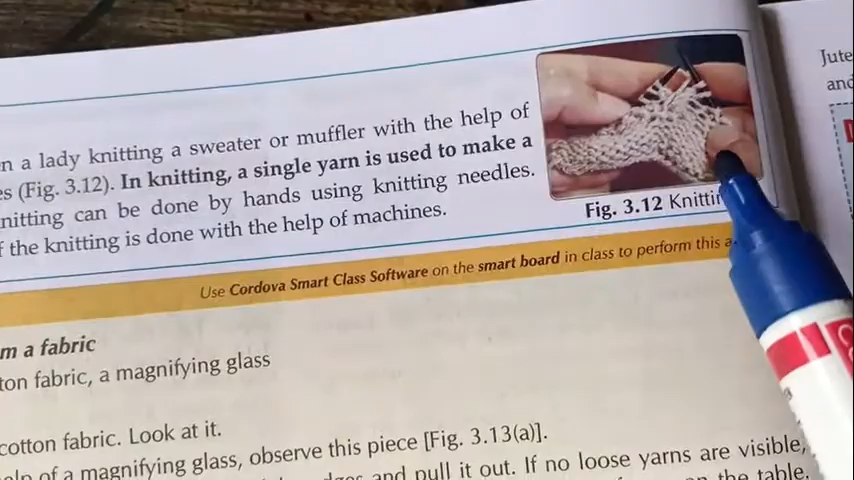 n a lady knitting a sweater or muffler with the help of
es (Fig. 3.12). In knitting, a single yarn is used to make a
nitting can be done by hands using knitting needles.
f the knitting is done with the help of machines.
Fig. 3.12 Knittin
Use Cordova Smart Class Software on the smart board in class to perform this a
m a fabric
ton fabric, a magnifying glass
cotton fabric. Look at it.
elp of a magnifying glass, observe this piece [Fig. 3.13(a)].
and pull it out. If no loose yarns are visible,
on the table.
Jute
and